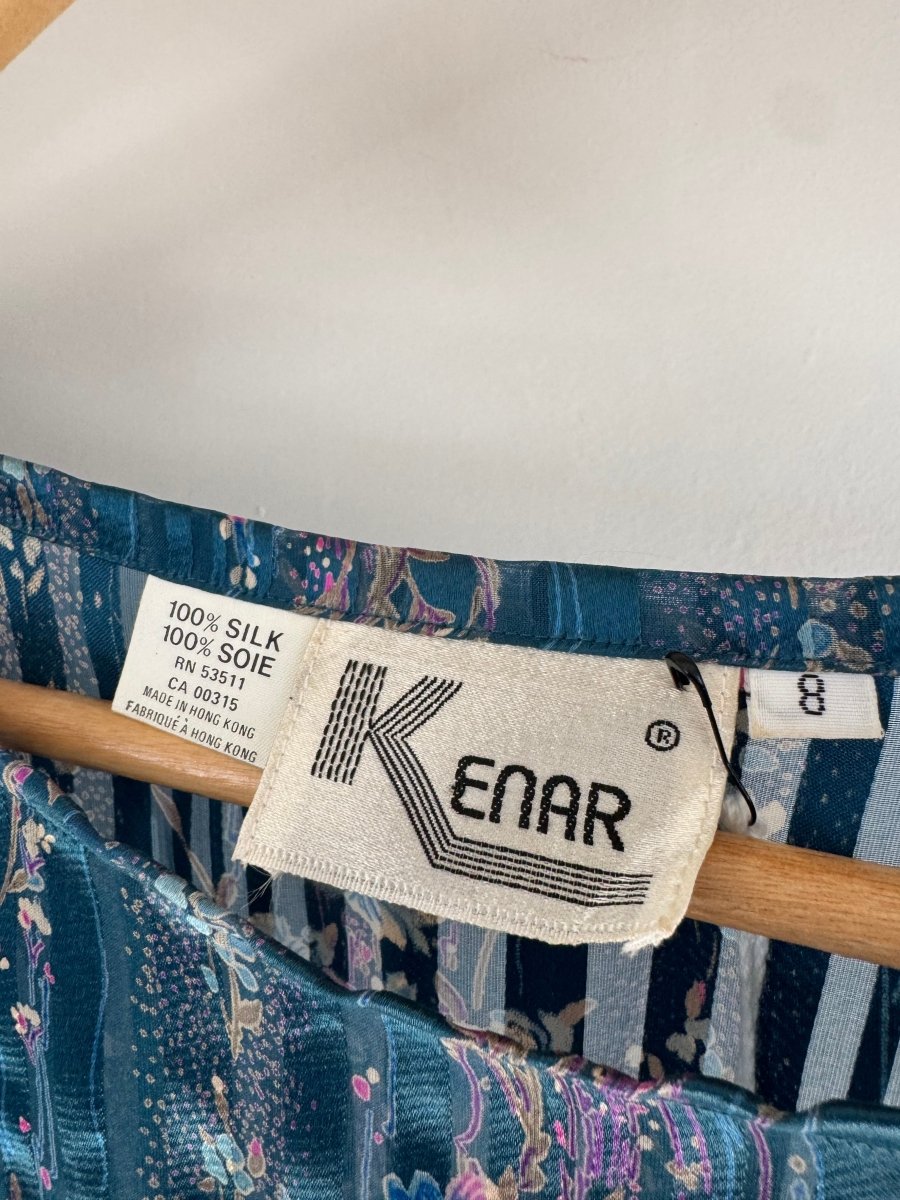 100% SILK
100% SOIE
RN 53511
CA 00315
MADE IN HONG KONG
FABRIQUÉ À HONG KONG
KENAR
®
8